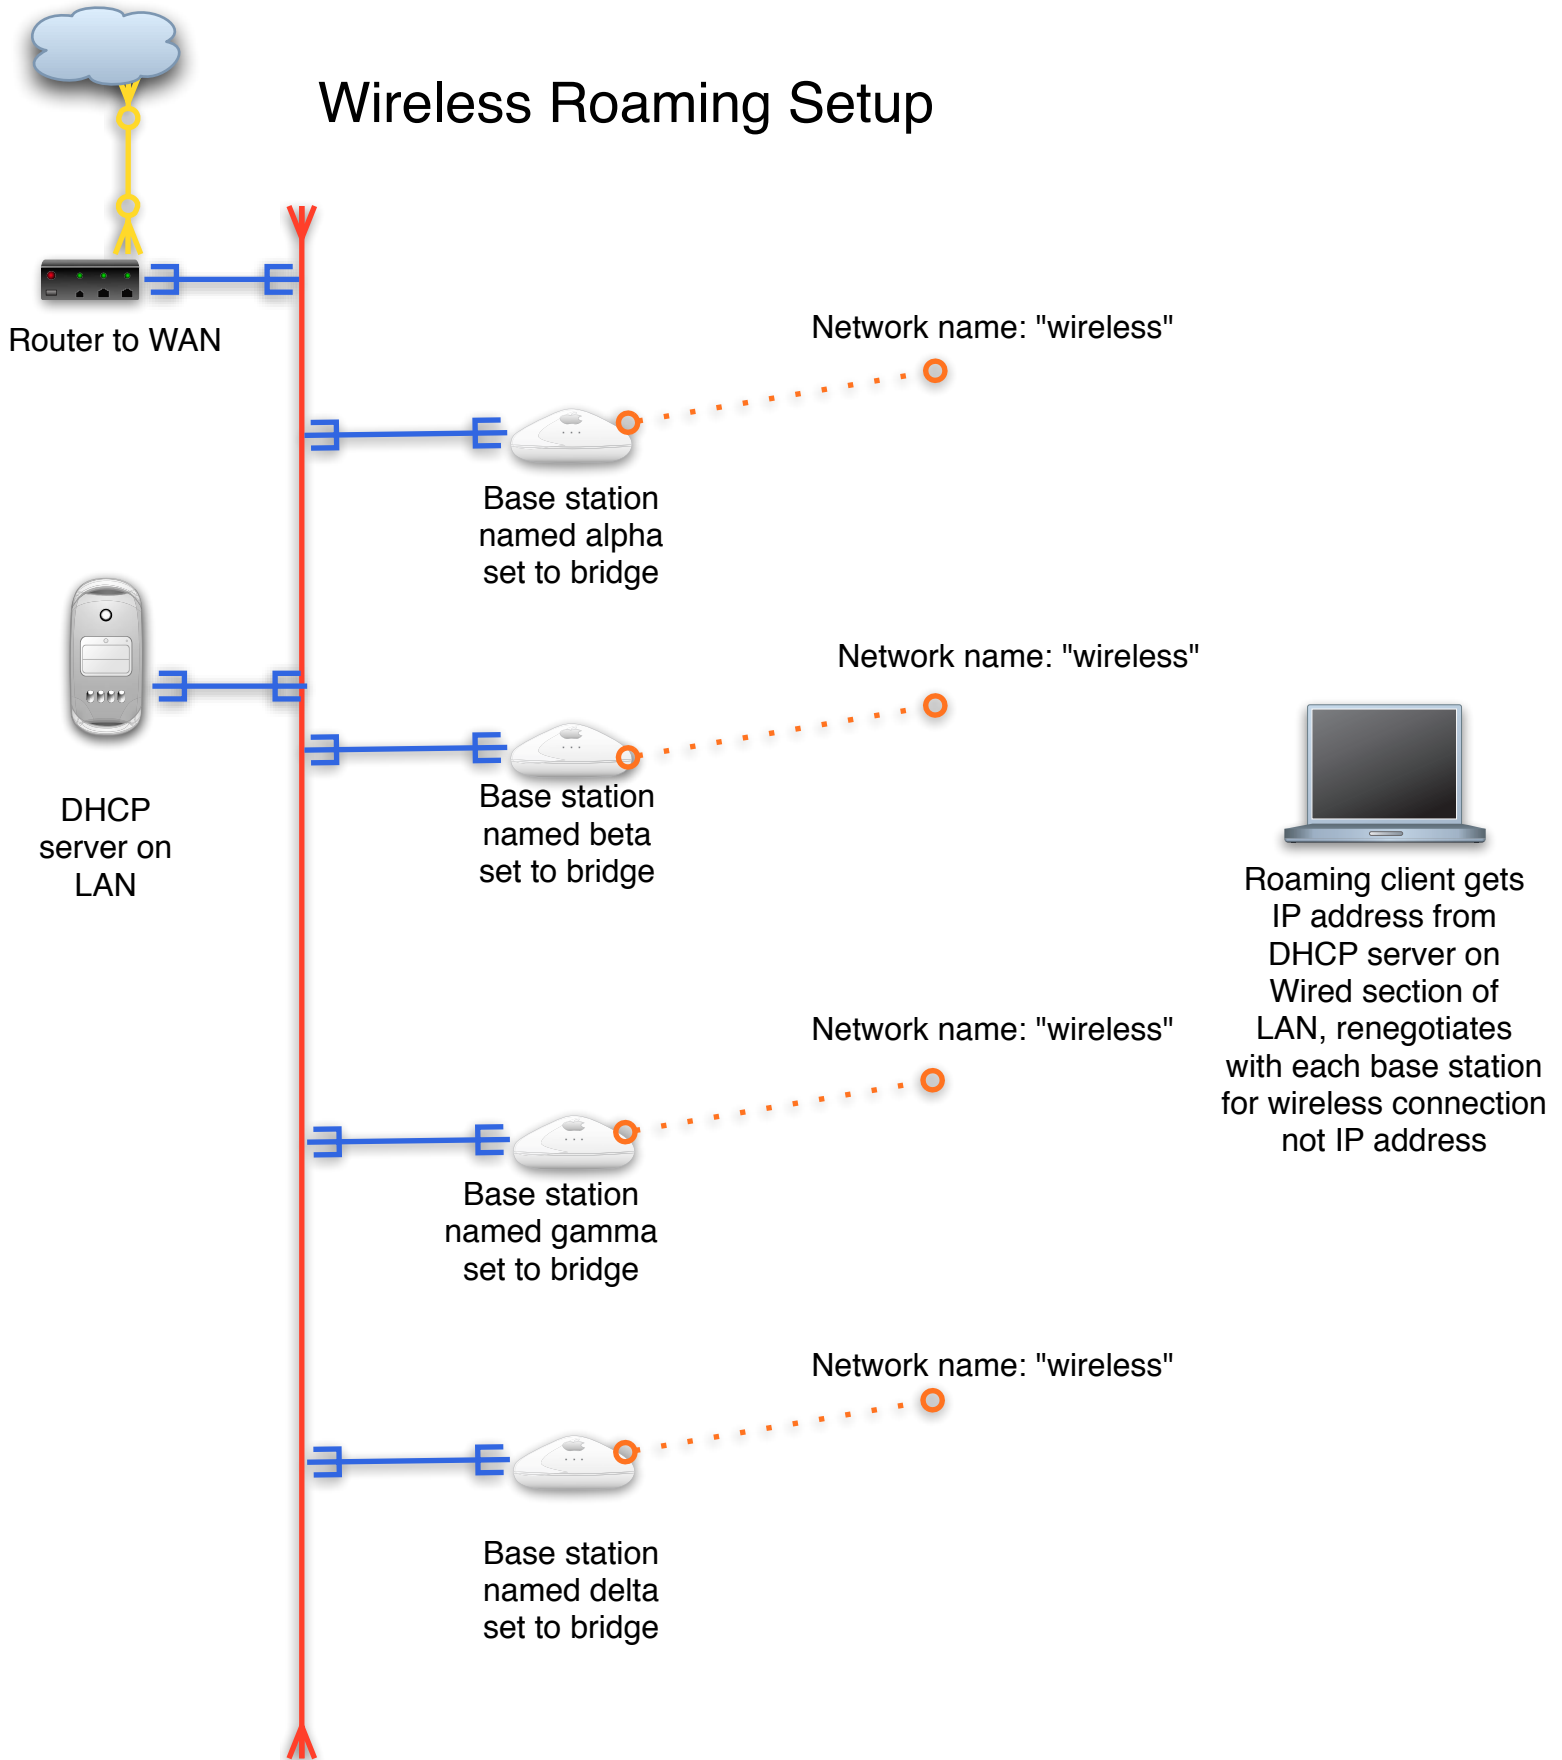 Wireless Roaming Setup
Router to WAN
Network name: "wireless"
Base station
named alpha
set to bridge
Network name: "wireless"
DHCP
server on
LAN
Base station
named beta
set to bridge
Roaming client gets
IP address from
DHCP server on
Wired section of
LAN, renegotiates
with each base station
for wireless connection
not IP address
Network name: "wireless"
Base station
named gamma
set to bridge
Network name: "wireless"
Base station
named delta
set to bridge